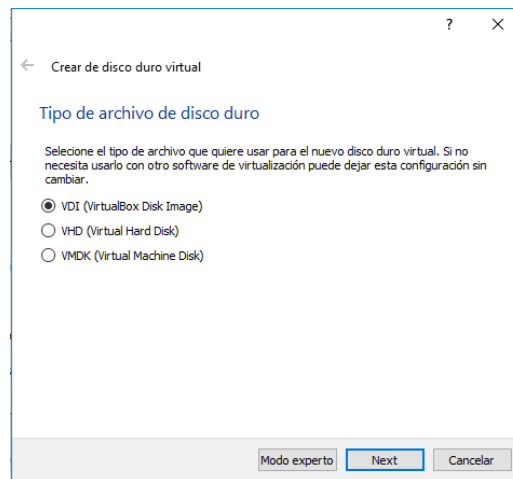 ?
Crear de disco duro virtual
Tipo de archivo de disco duro
Selecione el tipo de archivo que quiere usar para el nuevo disco duro virtual. Si no
necesita usarlo con otro software de virtualización puede dejar esta configuración sin
cambiar.
VDI (VirtualBox Disk Image)
VHD (Virtual Hard Disk)
VMDK (Virtual Machine Disk)
Modo experto Next Cancelar